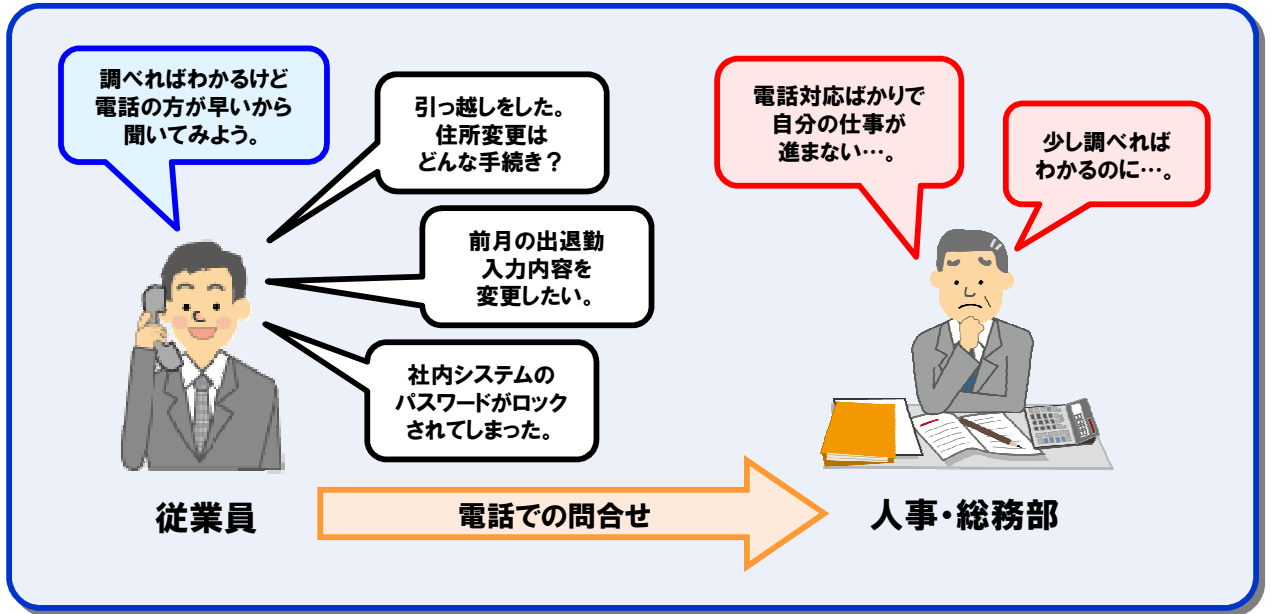 調べればわかるけど
電話の方が早いから
聞いてみよう。
引っ越しをした。
住所変更は
どんな手続き？
前月の出退勤
入力内容を
変更したい。
社内システムの
パスワードがロック
されてしまった。
電話対応ばかりで
自分の仕事が
進まない…。
少し調べれば
わかるのに…。
従業員
電話での問合せ
人事・総務部